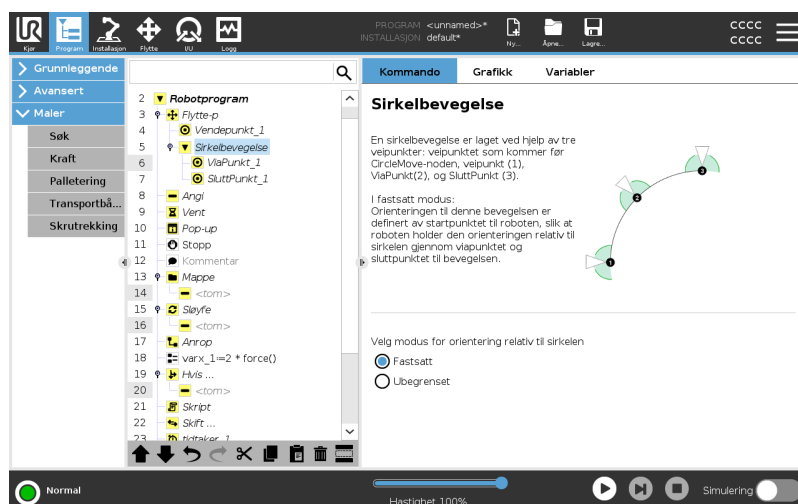 UR
PROGRAM <unnamed>*
INSTALLASJON default*
Kjør
Program
Installasjon
Flytte
I/U
Logg
Ny...
Åpne...
Lagre...
cccc
cccc
Grunnleggende
Avansert
Maler
Søk
Kraft
Palletering
Transportbå...
Skrutrekking
2 Robotprogram
3 Flytte-p
4 Vendepunkt_1
5 Sirkelbevegelse
6 ViaPunkt_1
7 SluttPunkt_1
8 Angi
9 Vent
10 Pop-up
11 Stopp
12 Kommentar
13 Mappe
14 <tom>
15 Sløyfe
16 <tom>
17 Anrop
18 varx_1:=2 * force()
19 Hvis ...
20 <tom>
21 Skript
22 Skift ...
23 tidtaker_1
Kommando
Grafikk
Variabler
Sirkelbevegelse
En sirkelbevegelse er laget ved hjelp av tre
veipunkter: veipunktet som kommer før
CircleMove-noden, veipunkt (1),
ViaPunkt(2), og SluttPunkt (3).
I fastsatt modus:
Orienteringen til denne bevegelsen er
definert av startpunktet til roboten, slik at
roboten holder den orienteringen relativ til
sirkelen gjennom viapunktet og
sluttpunktet til bevegelsen.
3
2
1
Velg modus for orientering relativ til sirkelen
Fastsatt
Ubegrenset
Normal
Hastighet 100%
Simulering